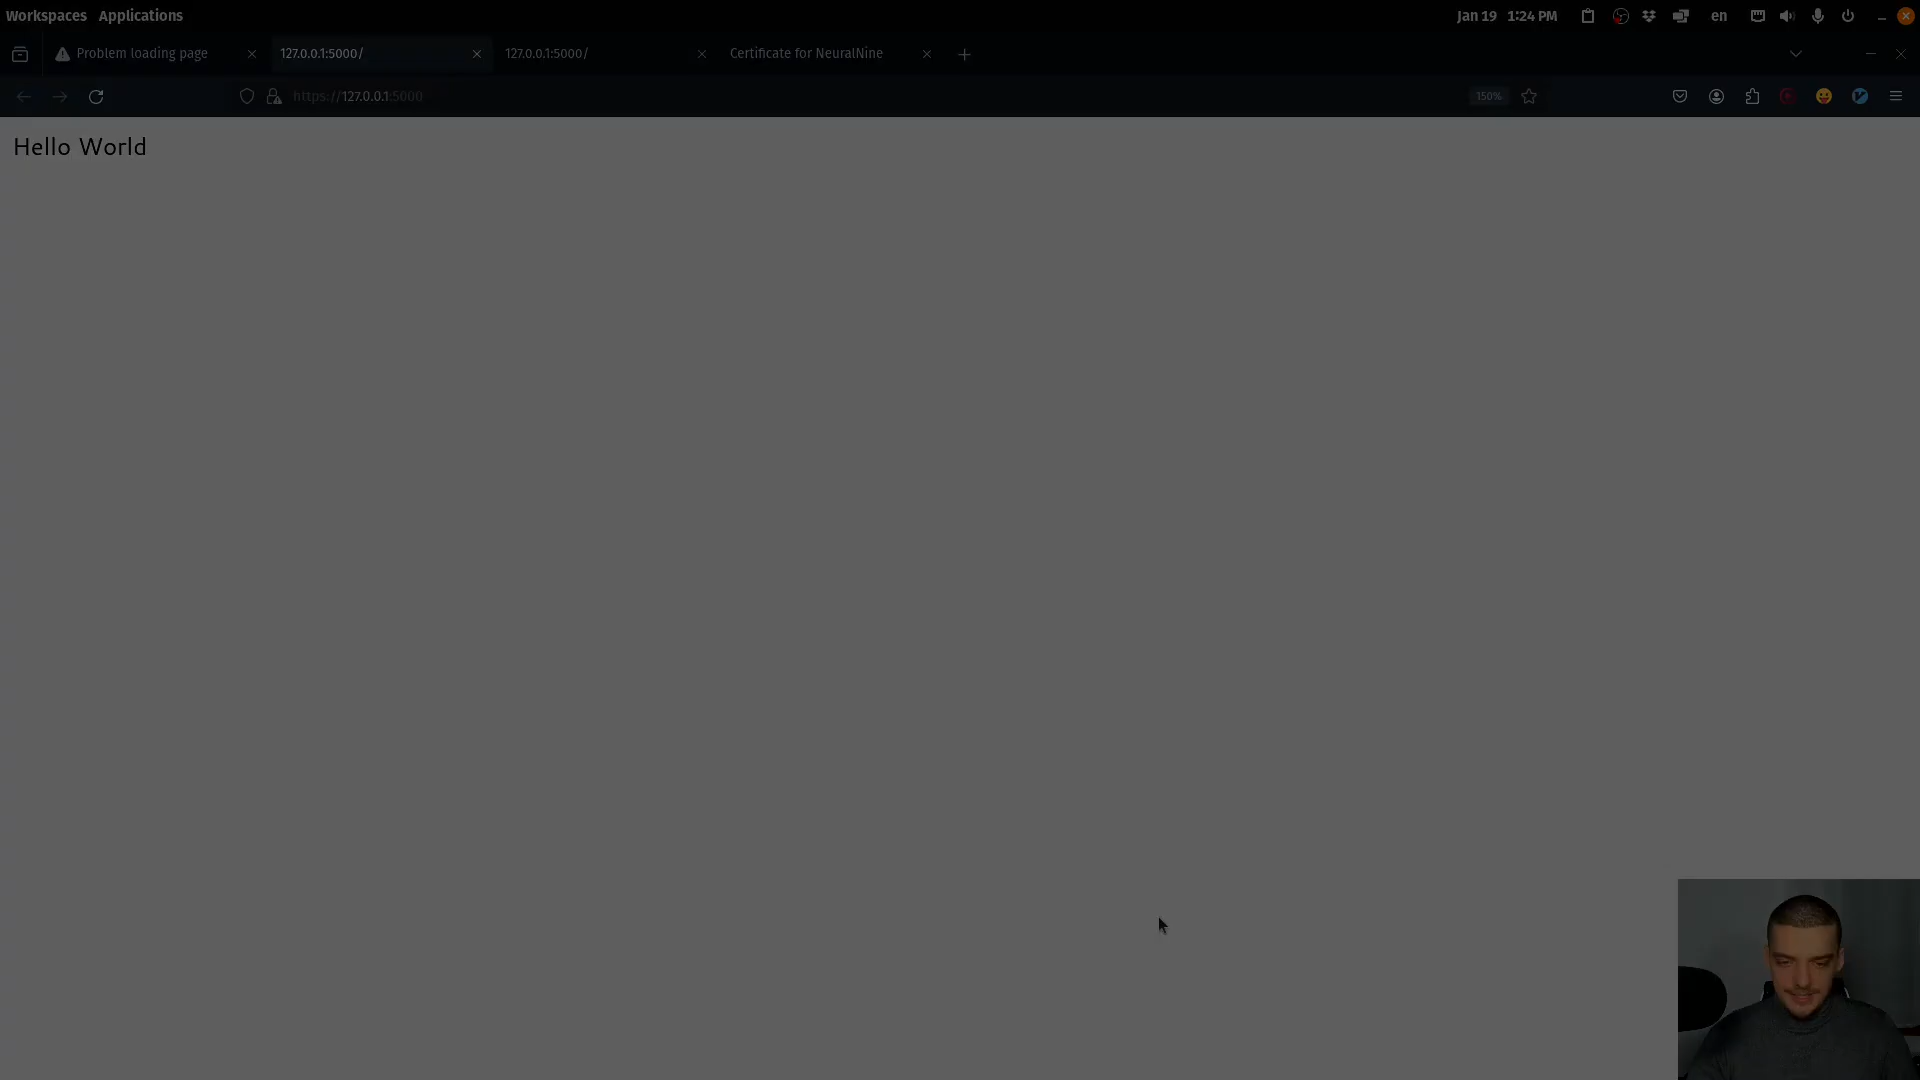 Workspaces Applications
Jan 19 1:24 PM en
Problem loading page
127.0.0.1:5000/
127.0.0.1:5000/
Certificate for NeuralNine
https://127.0.0.1:5000
150%
Hello World